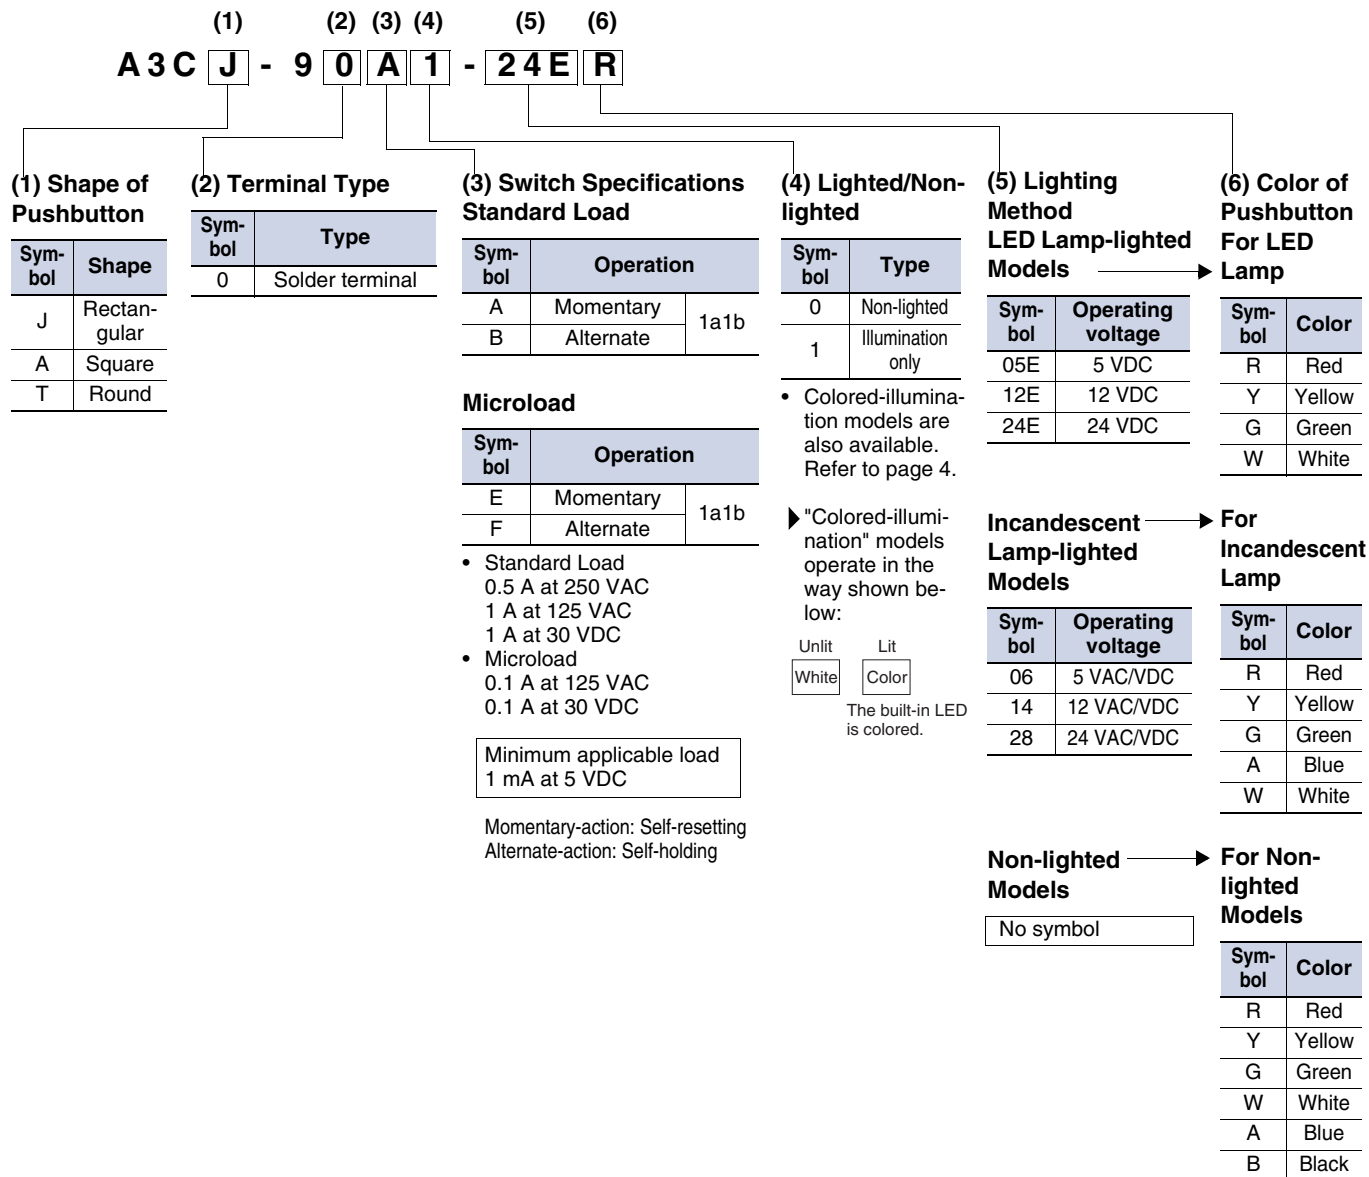 (1) (2) (3) (4) (5) (6)
A3C J - 9 0 A 1 - 24E R
(1) Shape of
Pushbutton
Sym-
bol Shape
J Rectan-
gular
A Square
T Round
(2) Terminal Type
Sym-
bol Type
0 Solder terminal
(3) Switch Specifications
Standard Load
Sym-
bol Operation
A Momentary 1a1b
B Alternate
Microload
Sym-
bol Operation
E Momentary 1a1b
F Alternate
• Standard Load
0.5 A at 250 VAC
1 A at 125 VAC
1 A at 30 VDC
• Microload
0.1 A at 125 VAC
0.1 A at 30 VDC
Minimum applicable load
1 mA at 5 VDC
Momentary-action: Self-resetting
Alternate-action: Self-holding
(4) Lighted/Non-
lighted
Sym-
bol Type
0 Non-lighted
1 Illumination
only
• Colored-illumina-
tion models are
also available.
Refer to page 4.
"Colored-illumi-
nation" models
operate in the
way shown be-
low:
Unlit Lit
White Color
The built-in LED
is colored.
(5) Lighting
Method
LED Lamp-lighted
Models
Sym-
bol Operating
voltage
05E 5 VDC
12E 12 VDC
24E 24 VDC
Incandescent
Lamp-lighted
Models
Sym-
bol Operating
voltage
06 5 VAC/VDC
14 12 VAC/VDC
28 24 VAC/VDC
Non-lighted
Models
No symbol
(6) Color of
Pushbutton
For LED
Lamp
Sym-
bol Color
R Red
Y Yellow
G Green
W White
For
Incandescent
Lamp
Sym-
bol Color
R Red
Y Yellow
G Green
A Blue
W White
For Non-
lighted
Models
Sym-
bol Color
R Red
Y Yellow
G Green
W White
A Blue
B Black